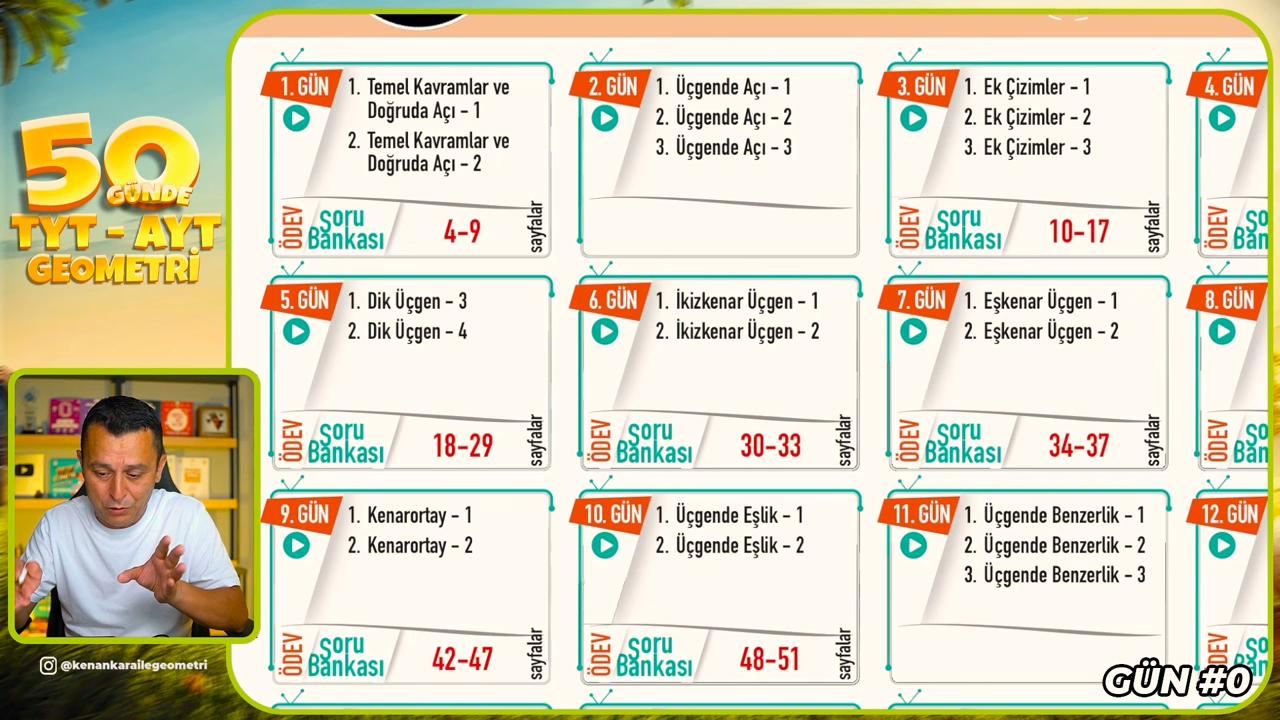 50
GÜNDE
TYT - AYT
GEOMETRİ
1. GÜN
1. Temel Kavramlar ve
Doğruda Açı - 1
2. Temel Kavramlar ve
Doğruda Açı - 2
ÖDEV
Soru
Bankası
4-9
sayfalar
2. GÜN
1. Üçgende Açı - 1
2. Üçgende Açı - 2
3. Üçgende Açı - 3
3. GÜN
1. Ek Çizimler - 1
2. Ek Çizimler - 2
3. Ek Çizimler - 3
ÖDEV
Soru
Bankası
10-17
sayfalar
4. GÜN
ÖDEV
So
Ban
5. GÜN
1. Dik Üçgen - 3
2. Dik Üçgen - 4
ÖDEV
Soru
Bankası
18-29
sayfalar
6. GÜN
1. İkizkenar Üçgen - 1
2. İkizkenar Üçgen - 2
ÖDEV
Soru
Bankası
30-33
sayfalar
7. GÜN
1. Eşkenar Üçgen - 1
2. Eşkenar Üçgen - 2
ÖDEV
Soru
Bankası
34-37
sayfalar
8. GÜN
ÖDEV
So
Ban
9. GÜN
1. Kenarortay - 1
2. Kenarortay - 2
ÖDEV
Soru
Bankası
42-47
sayfalar
10. GÜN
1. Üçgende Eşlik - 1
2. Üçgende Eşlik - 2
ÖDEV
Soru
Bankası
48-51
sayfalar
11. GÜN
1. Üçgende Benzerlik - 1
2. Üçgende Benzerlik - 2
3. Üçgende Benzerlik - 3
12. GÜN
ÖDEV
@kenankarailegeometri
GÜN #0